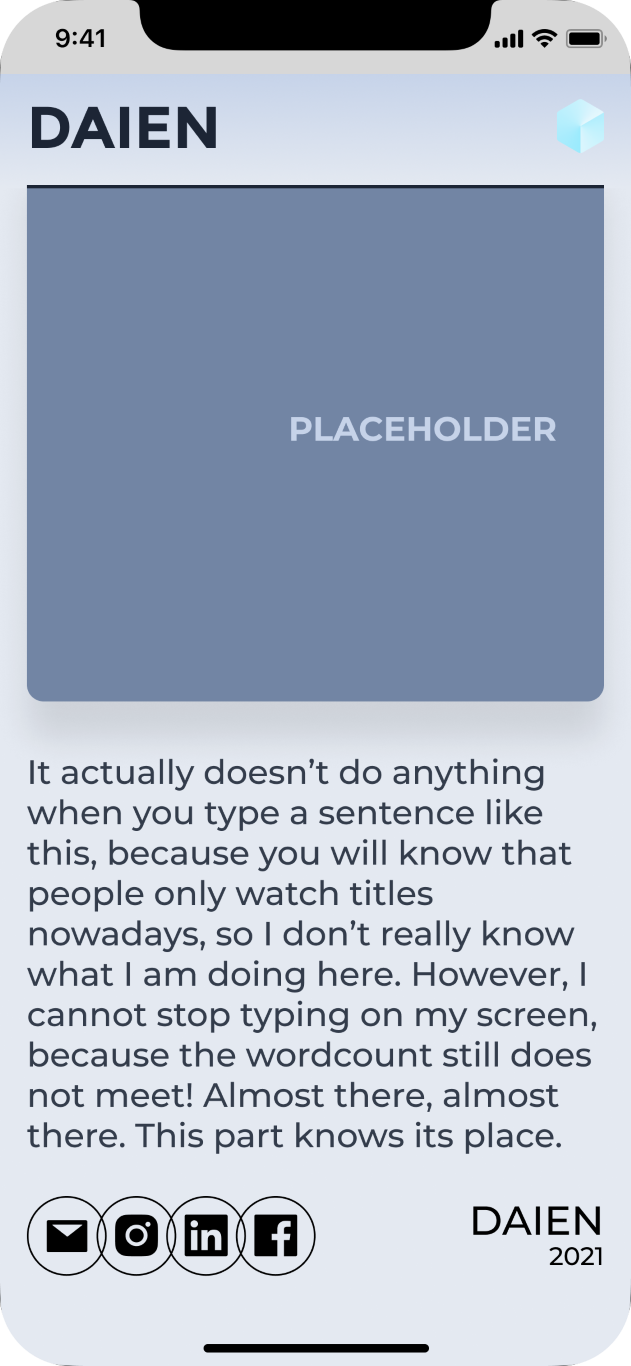 9:41
DAIEN
PLACEHOLDER
It actually doesn’t do anything
when you type a sentence like
this, because you will know that
people only watch titles
nowadays, so I don’t really know
what I am doing here. However, I
cannot stop typing on my screen,
because the wordcount still does
not meet! Almost there, almost
there. This part knows its place.
in f
DAIEN
2021